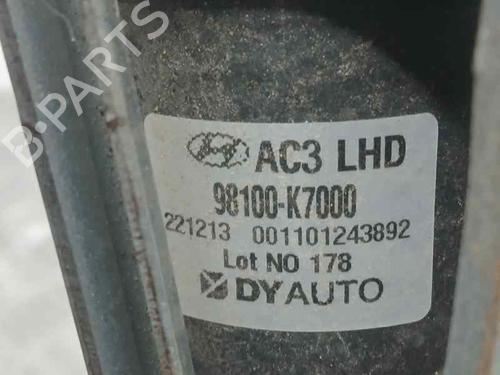 B-PARTS
AC3 LHD
98100-K7000
221213 001101243892
Lot NO 178
DYAUTO